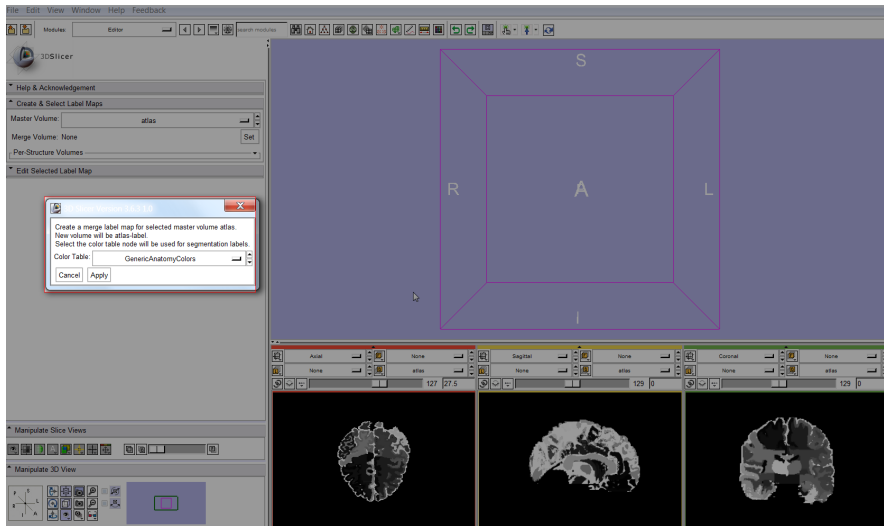 File Edit View Window Help Feedback
Modules: Editor search modules
3DSlicer
Help & Acknowledgement
Create & Select Label Maps
Master Volume: atlas
Merge Volume: None Set
Per-Structure Volumes
Edit Selected Label Map
Create a merge label map for selected master volume atlas.
New volume will be atlas-label.
Select the color table node will be used for segmentation labels.
Color Table: GenericAnatomyColors
Cancel Apply
S
R A L
I
Axial None Sagittal None Coronal None
None atlas None atlas None atlas
127 27.5 129 0 129 0
Manipulate Slice Views
Manipulate 3D View